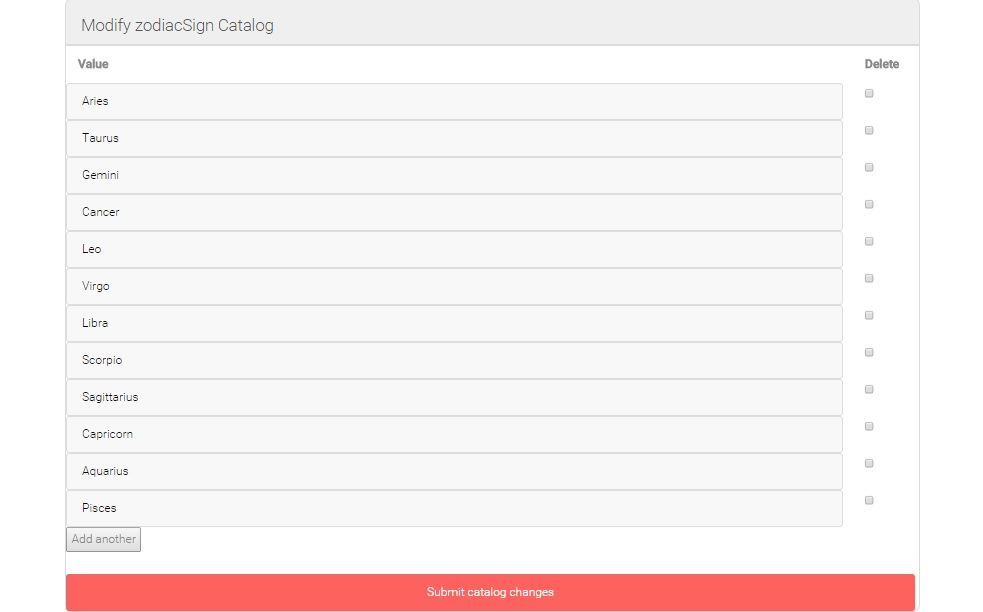 Modify zodiacSign Catalog
Value Delete
Aries
Taurus
Gemini
Cancer
Leo
Virgo
Libra
Scorpio
Sagittarius
Capricorn
Aquarius
Pisces
Add another
Submit catalog changes